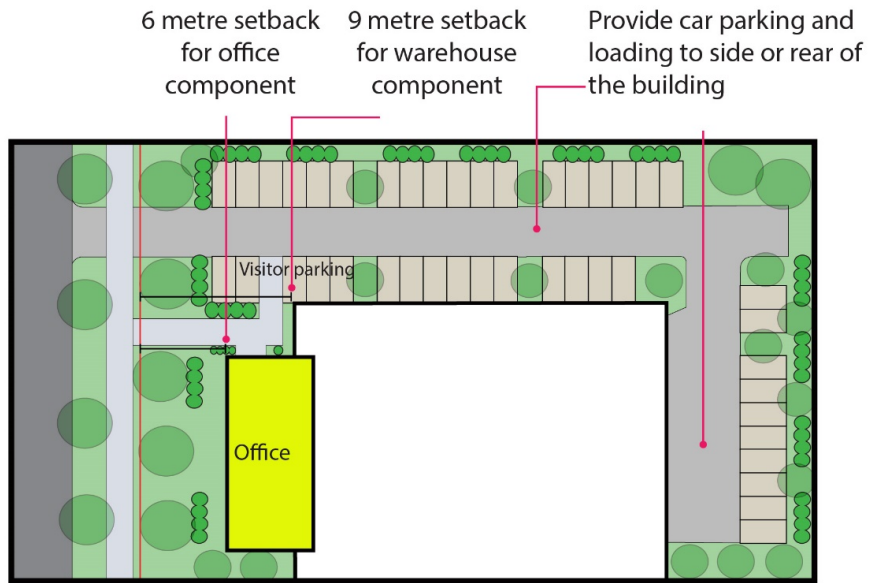 6 metre setback
for office
component
9 metre setback
for warehouse
component
Provide car parking and
loading to side or rear of
the building
Visitor parking
Office